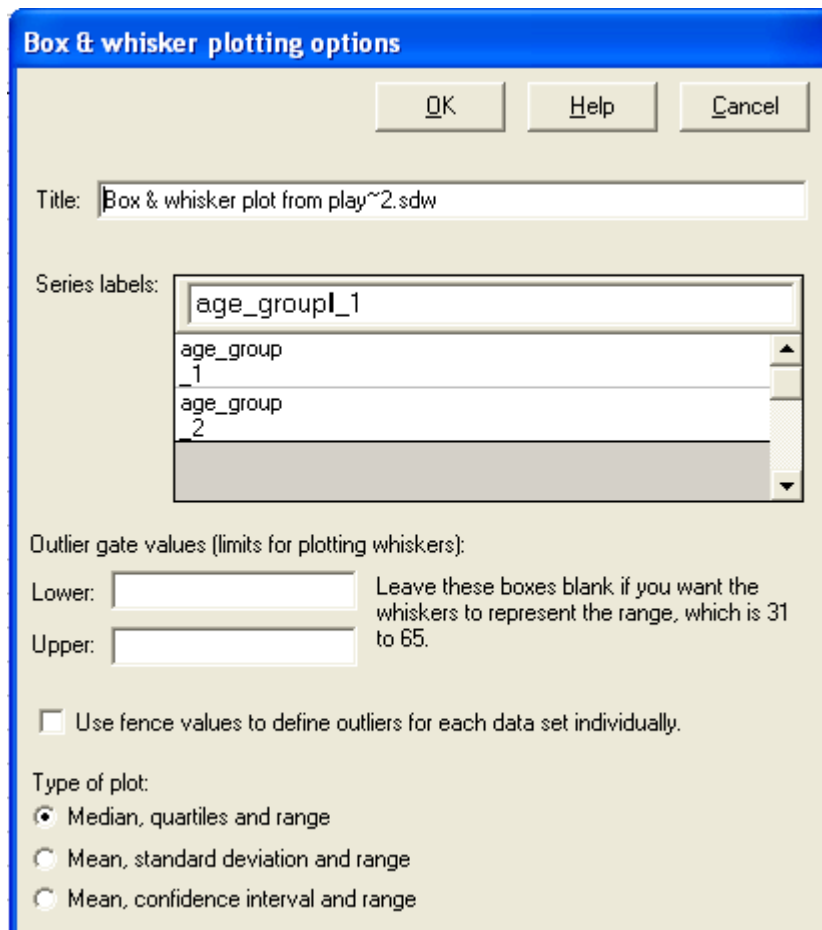 Box & whisker plotting options
OK Help Cancel
Title: Box & whisker plot from play~2.sdw
Series labels:
age_group_1
age_group
_1
age_group
_2
Outlier gate values (limits for plotting whiskers):
Lower:
Leave these boxes blank if you want the
whiskers to represent the range, which is 31
to 65.
Upper:
Use fence values to define outliers for each data set individually.
Type of plot:
Median, quartiles and range
Mean, standard deviation and range
Mean, confidence interval and range